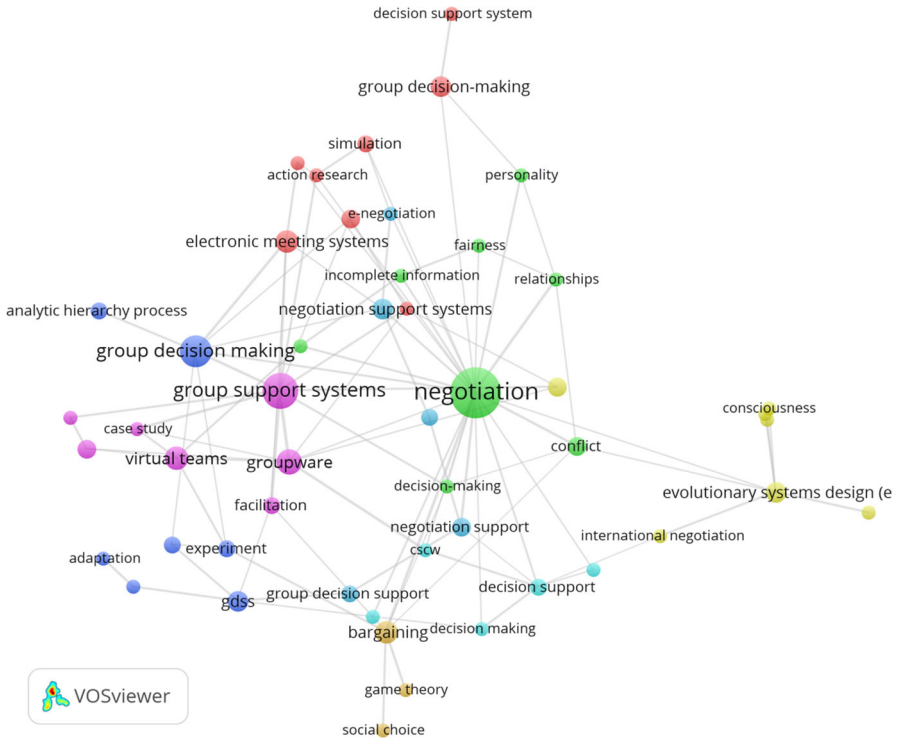 decision support system
group decision-making
simulation
action research
personality
e-negotiation
electronic meeting systems
fairness
incomplete information
relationships
analytic hierarchy process
negotiation support systems
group decision making
group support systems
negotiation
consciousness
case study
conflict
virtual teams
groupware
decision-making
evolutionary systems design (e
facilitation
negotiation support
international negotiation
experiment
cscw
adaptation
decision support
gdss
group decision support
bargaining
decision making
game theory
VOSviewer
social choice